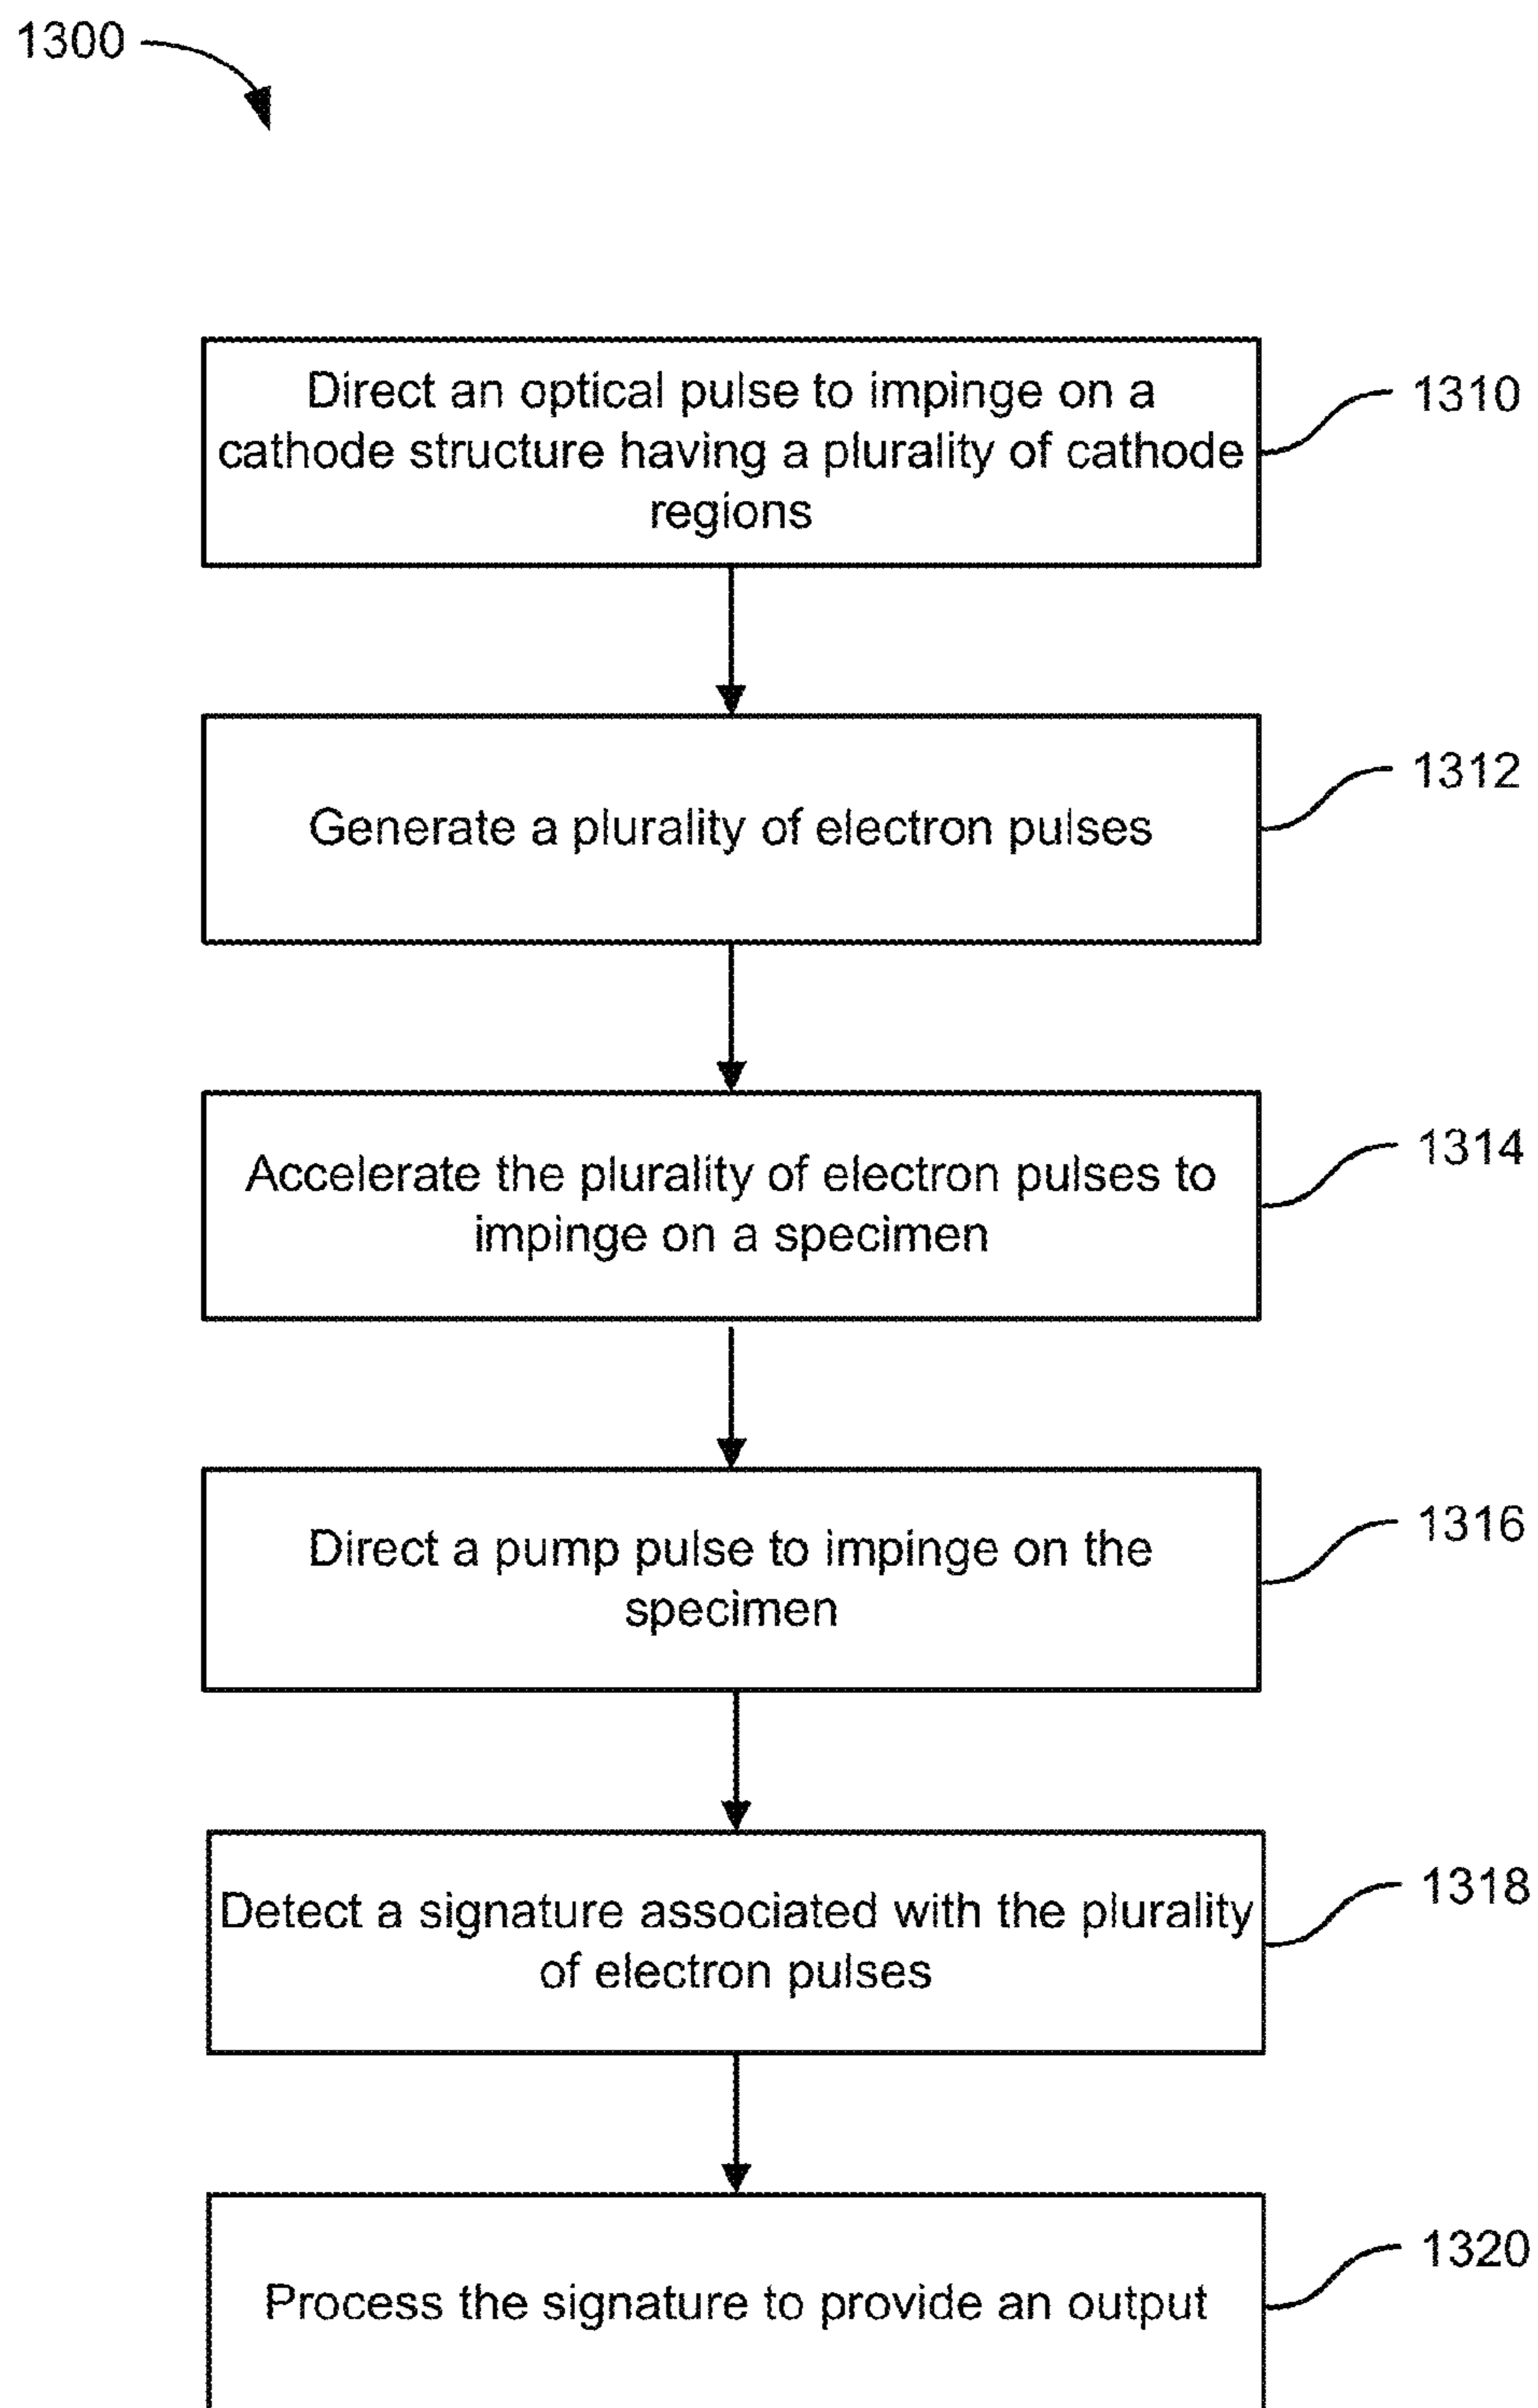 1300
Direct an optical pulse to impinge on a
cathode structure having a plurality of cathode
regions
1310
Generate a plurality of electron pulses
1312
Accelerate the plurality of electron pulses to
impinge on a specimen
1314
Direct a pump pulse to impinge on the
specimen
1316
Detect a signature associated with the plurality
of electron pulses
1318
Process the signature to provide an output
1320